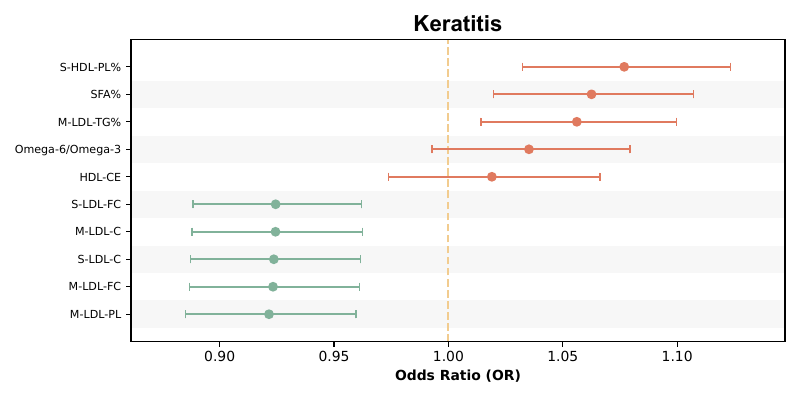 Keratitis
S-HDL-PL%
SFA%
M-LDL-TG%
Omega-6/Omega-3
HDL-CE
S-LDL-FC
M-LDL-C
S-LDL-C
M-LDL-FC
M-LDL-PL
0.90 0.95 1.00 1.05 1.10
Odds Ratio (OR)